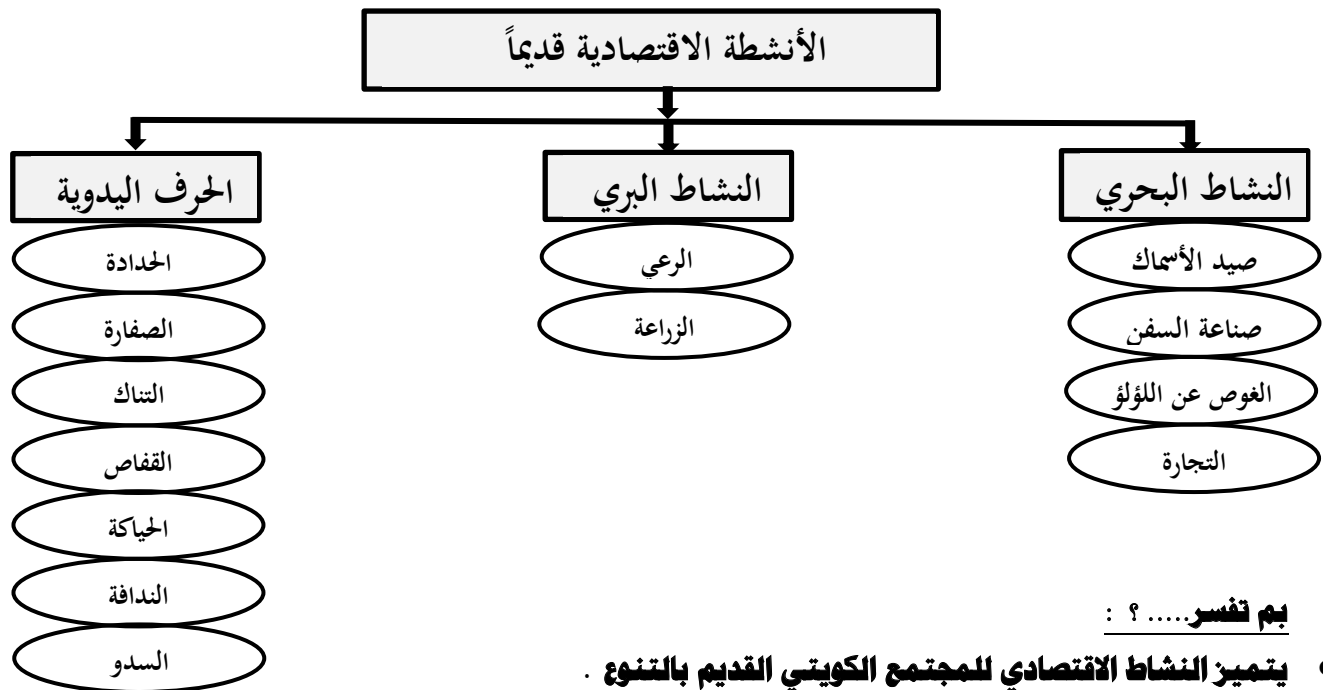 الأنشطة الاقتصادية قديماً
النشاط البحري
صيد الأسماك
صناعة السفن
الغوص عن اللؤلؤ
التجارة
النشاط البري
الرعي
الزراعة
الحرف اليدوية
الحدادة
الصفارة
التناك
القفاص
الحياكة
الندافة
السدو
بم تفسر..... ؟ :
• يتميز النشاط الاقتصادي للمجتمع الكويتي القديم بالتنوع .